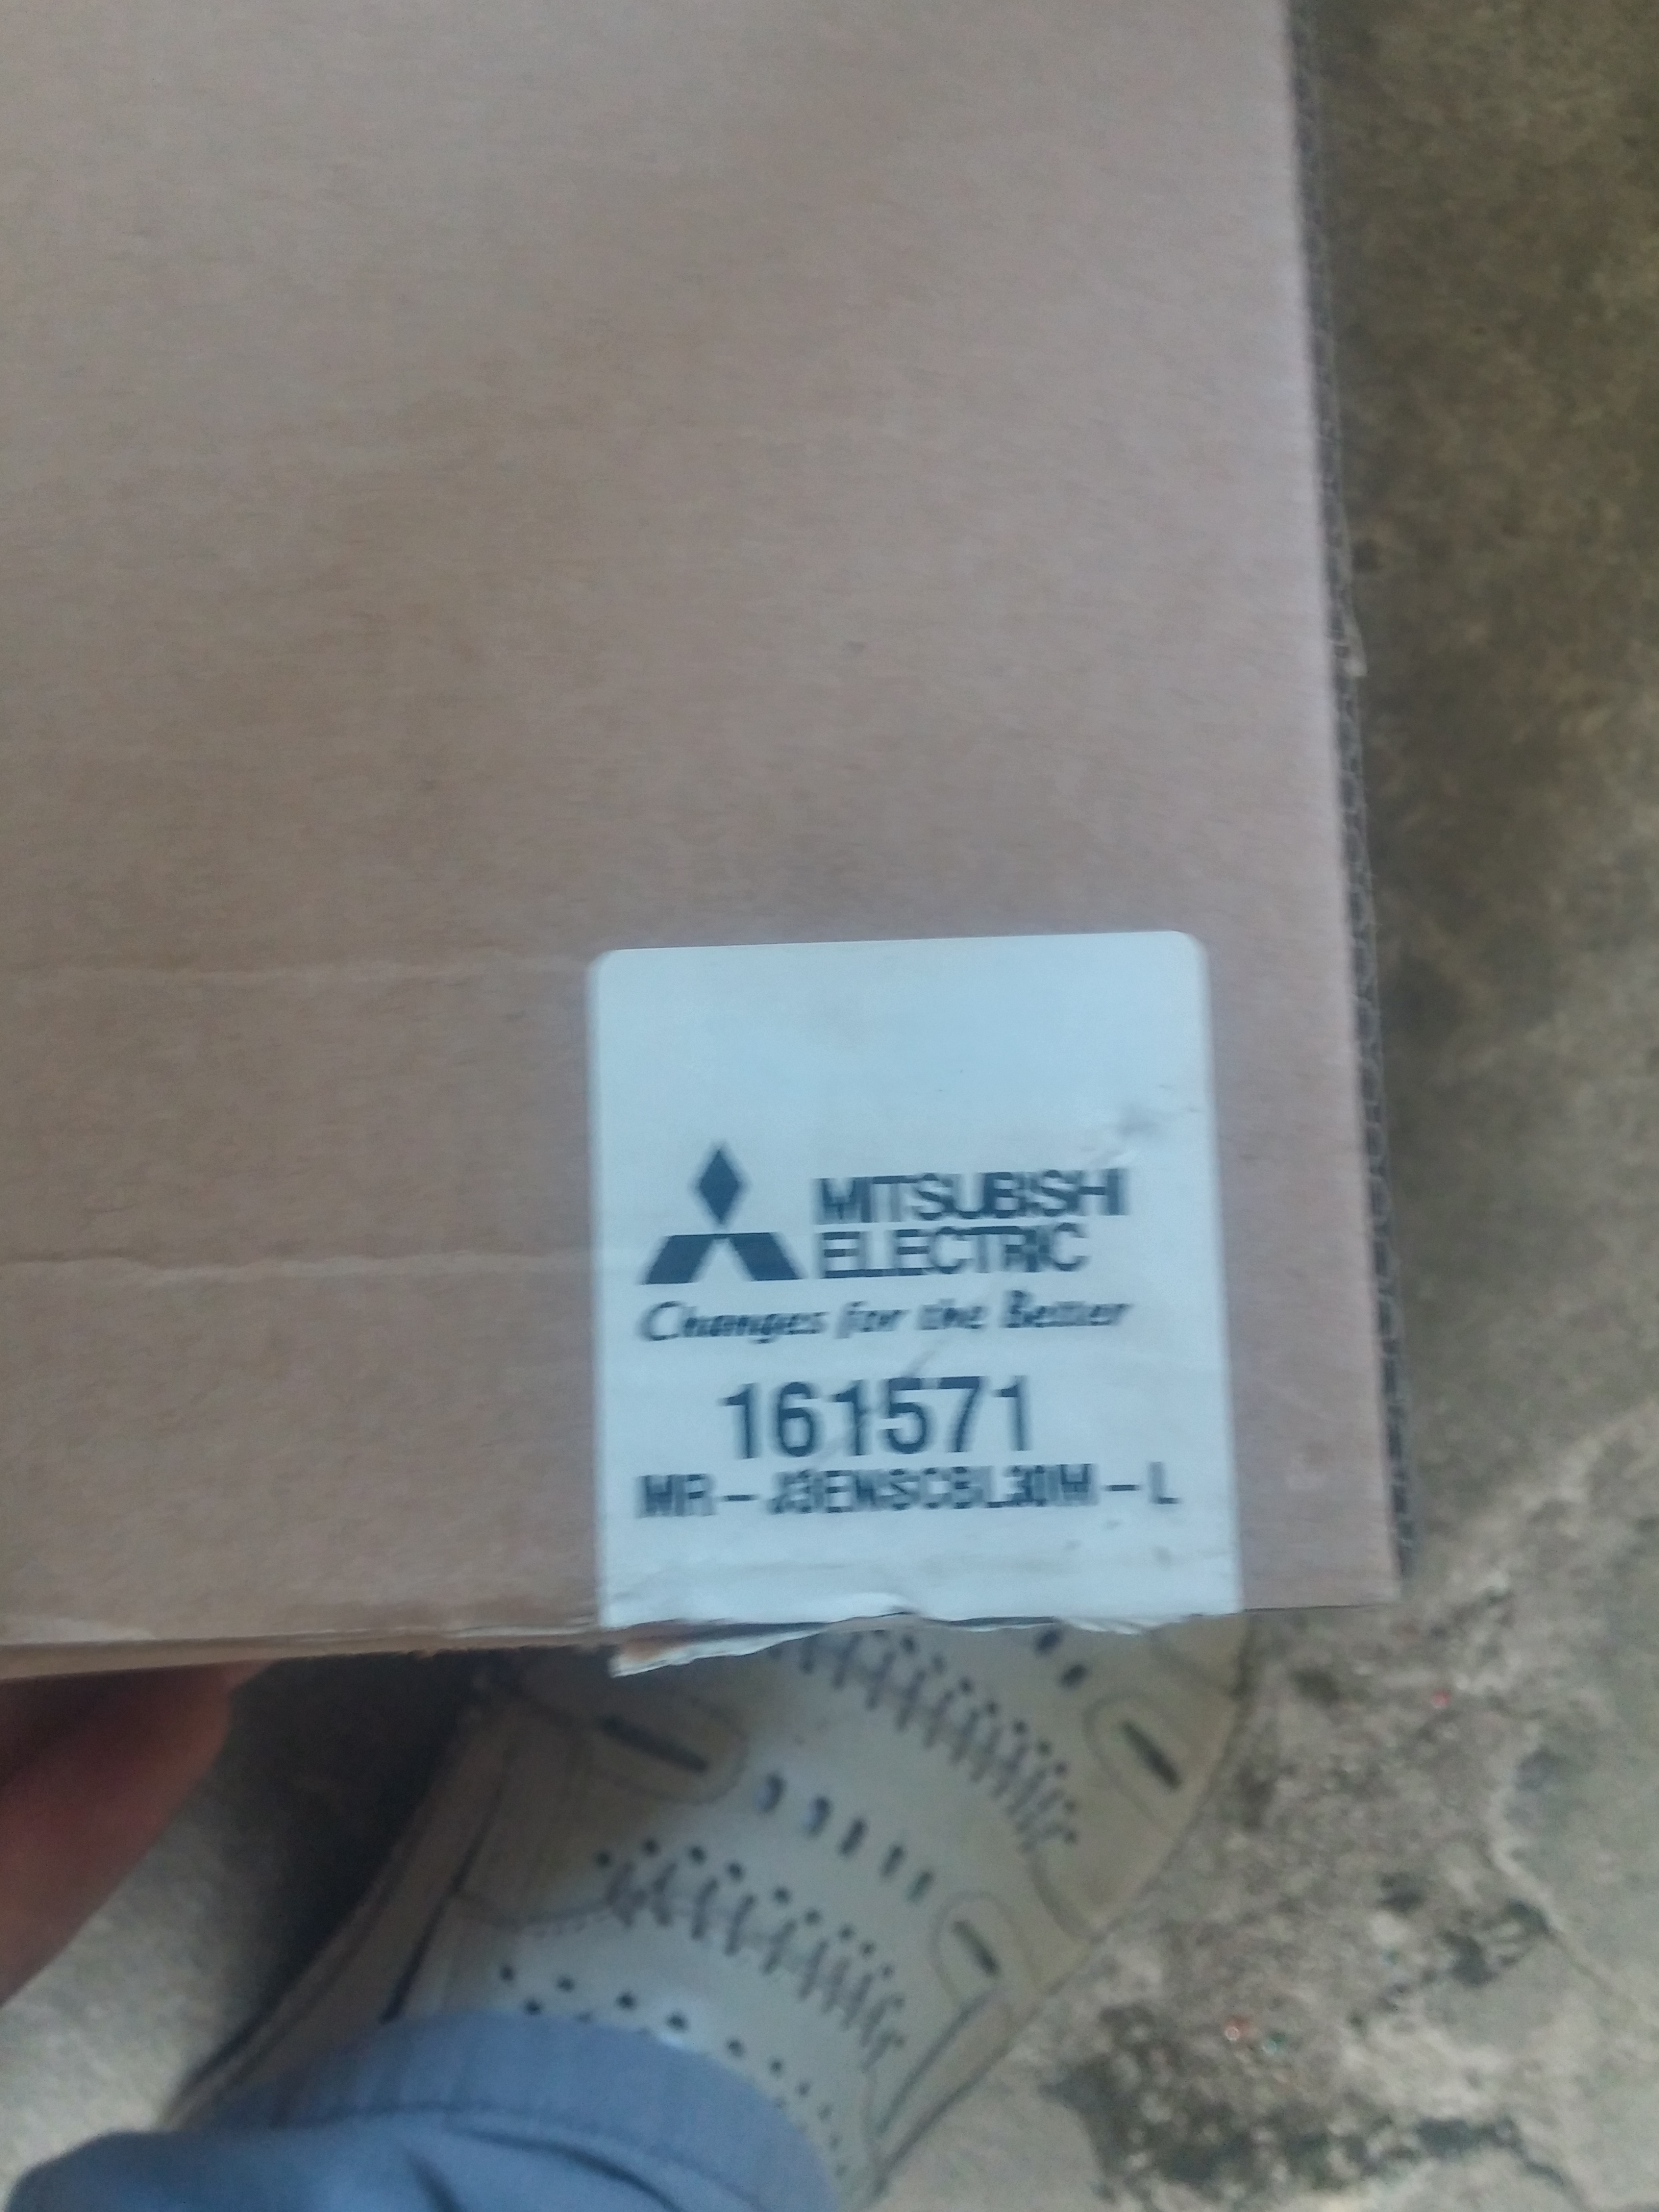 MITSUBISHI
ELECTRIC
Changes for the Better
161571
MR-J3ENSCBL30M-L